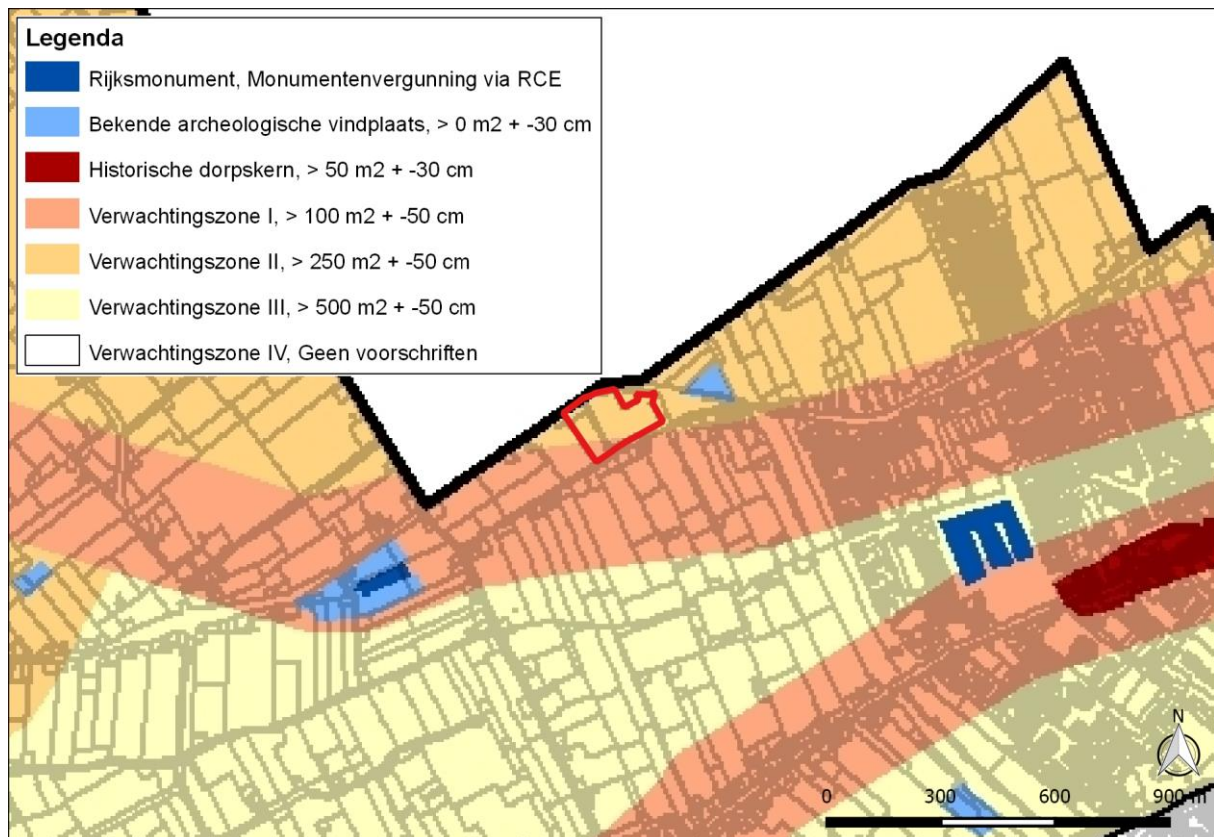 Legenda
Rijksmonument, Monumentenvergunning via RCE
Bekende archeologische vindplaats, > 0 m2 + -30 cm
Historische dorpskern, > 50 m2 + -30 cm
Verwachtingszone I, > 100 m2 + -50 cm
Verwachtingszone II, > 250 m2 + -50 cm
Verwachtingszone III, > 500 m2 + -50 cm
Verwachtingszone IV, Geen voorschriften
N
0 300 600 900 m